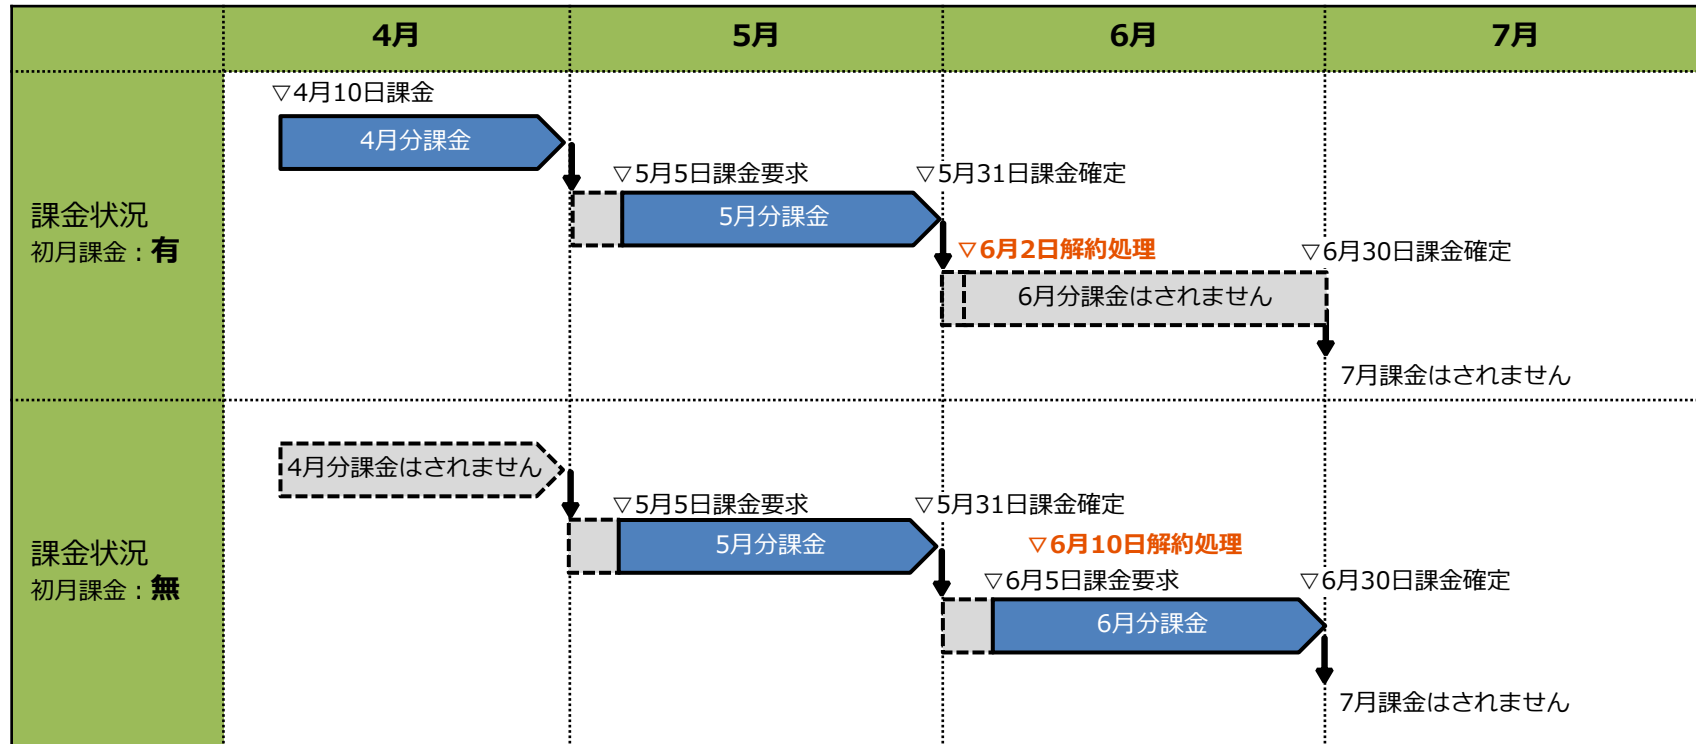 4月
5月
6月
7月
課金状況
初月課金：有
▽4月10日課金
4月分課金
▽5月5日課金要求
▽5月31日課金確定
5月分課金
▽6月2日解約処理
▽6月30日課金確定
6月分課金はされません
7月課金はされません
課金状況
初月課金：無
4月分課金はされません
▽5月5日課金要求
▽5月31日課金確定
5月分課金
▽6月10日解約処理
▽6月5日課金要求
▽6月30日課金確定
6月分課金
7月課金はされません